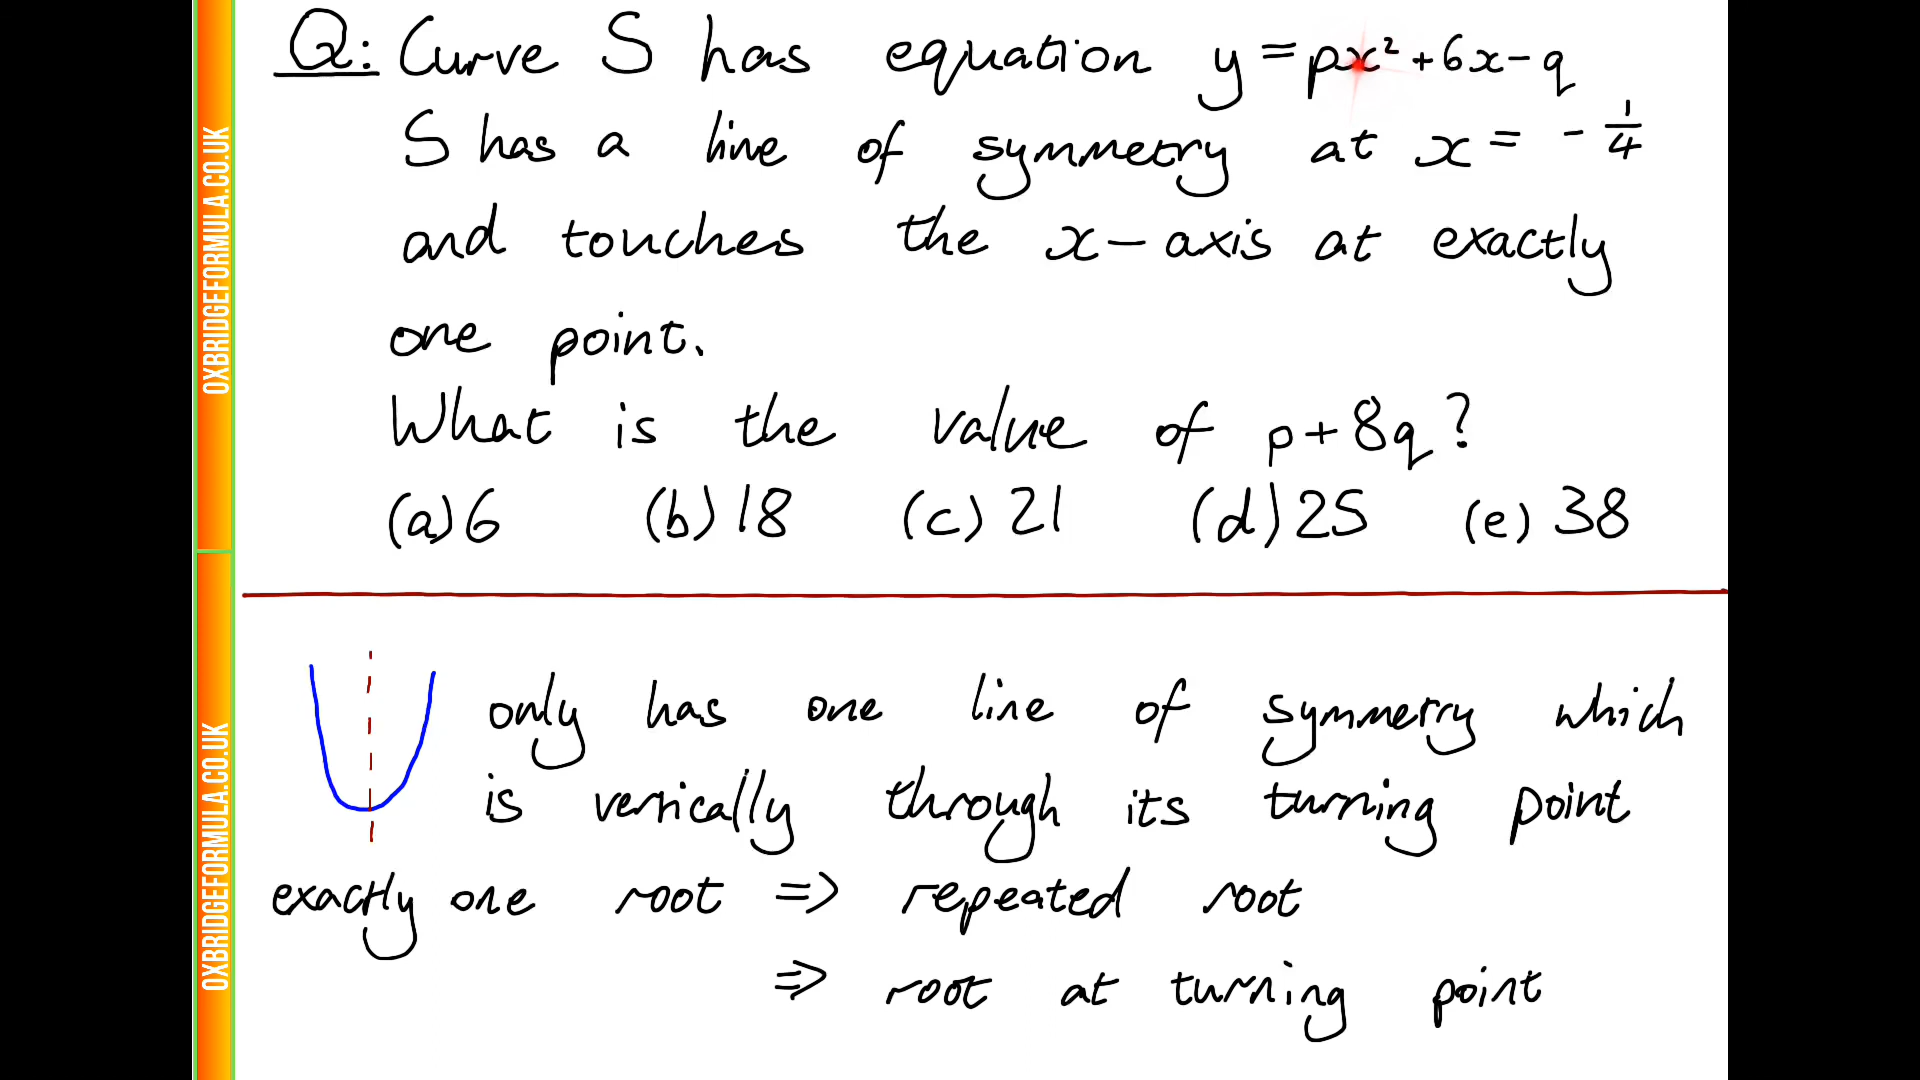 Q: Curve S has equation y = px² + 6x - q
S has a line of symmetry at x = - 1/4
and touches the x-axis at exactly
one point.
What is the value of p + 8q?
(a) 6 (b) 18 (c) 21 (d) 25 (e) 38
only has one line of symmetry which
is vertically through its turning point
exactly one root => repeated root
=> root at turning point
OXBRIDGEFORMULA.CO.UK
OXBRIDGEFORMULA.CO.UK